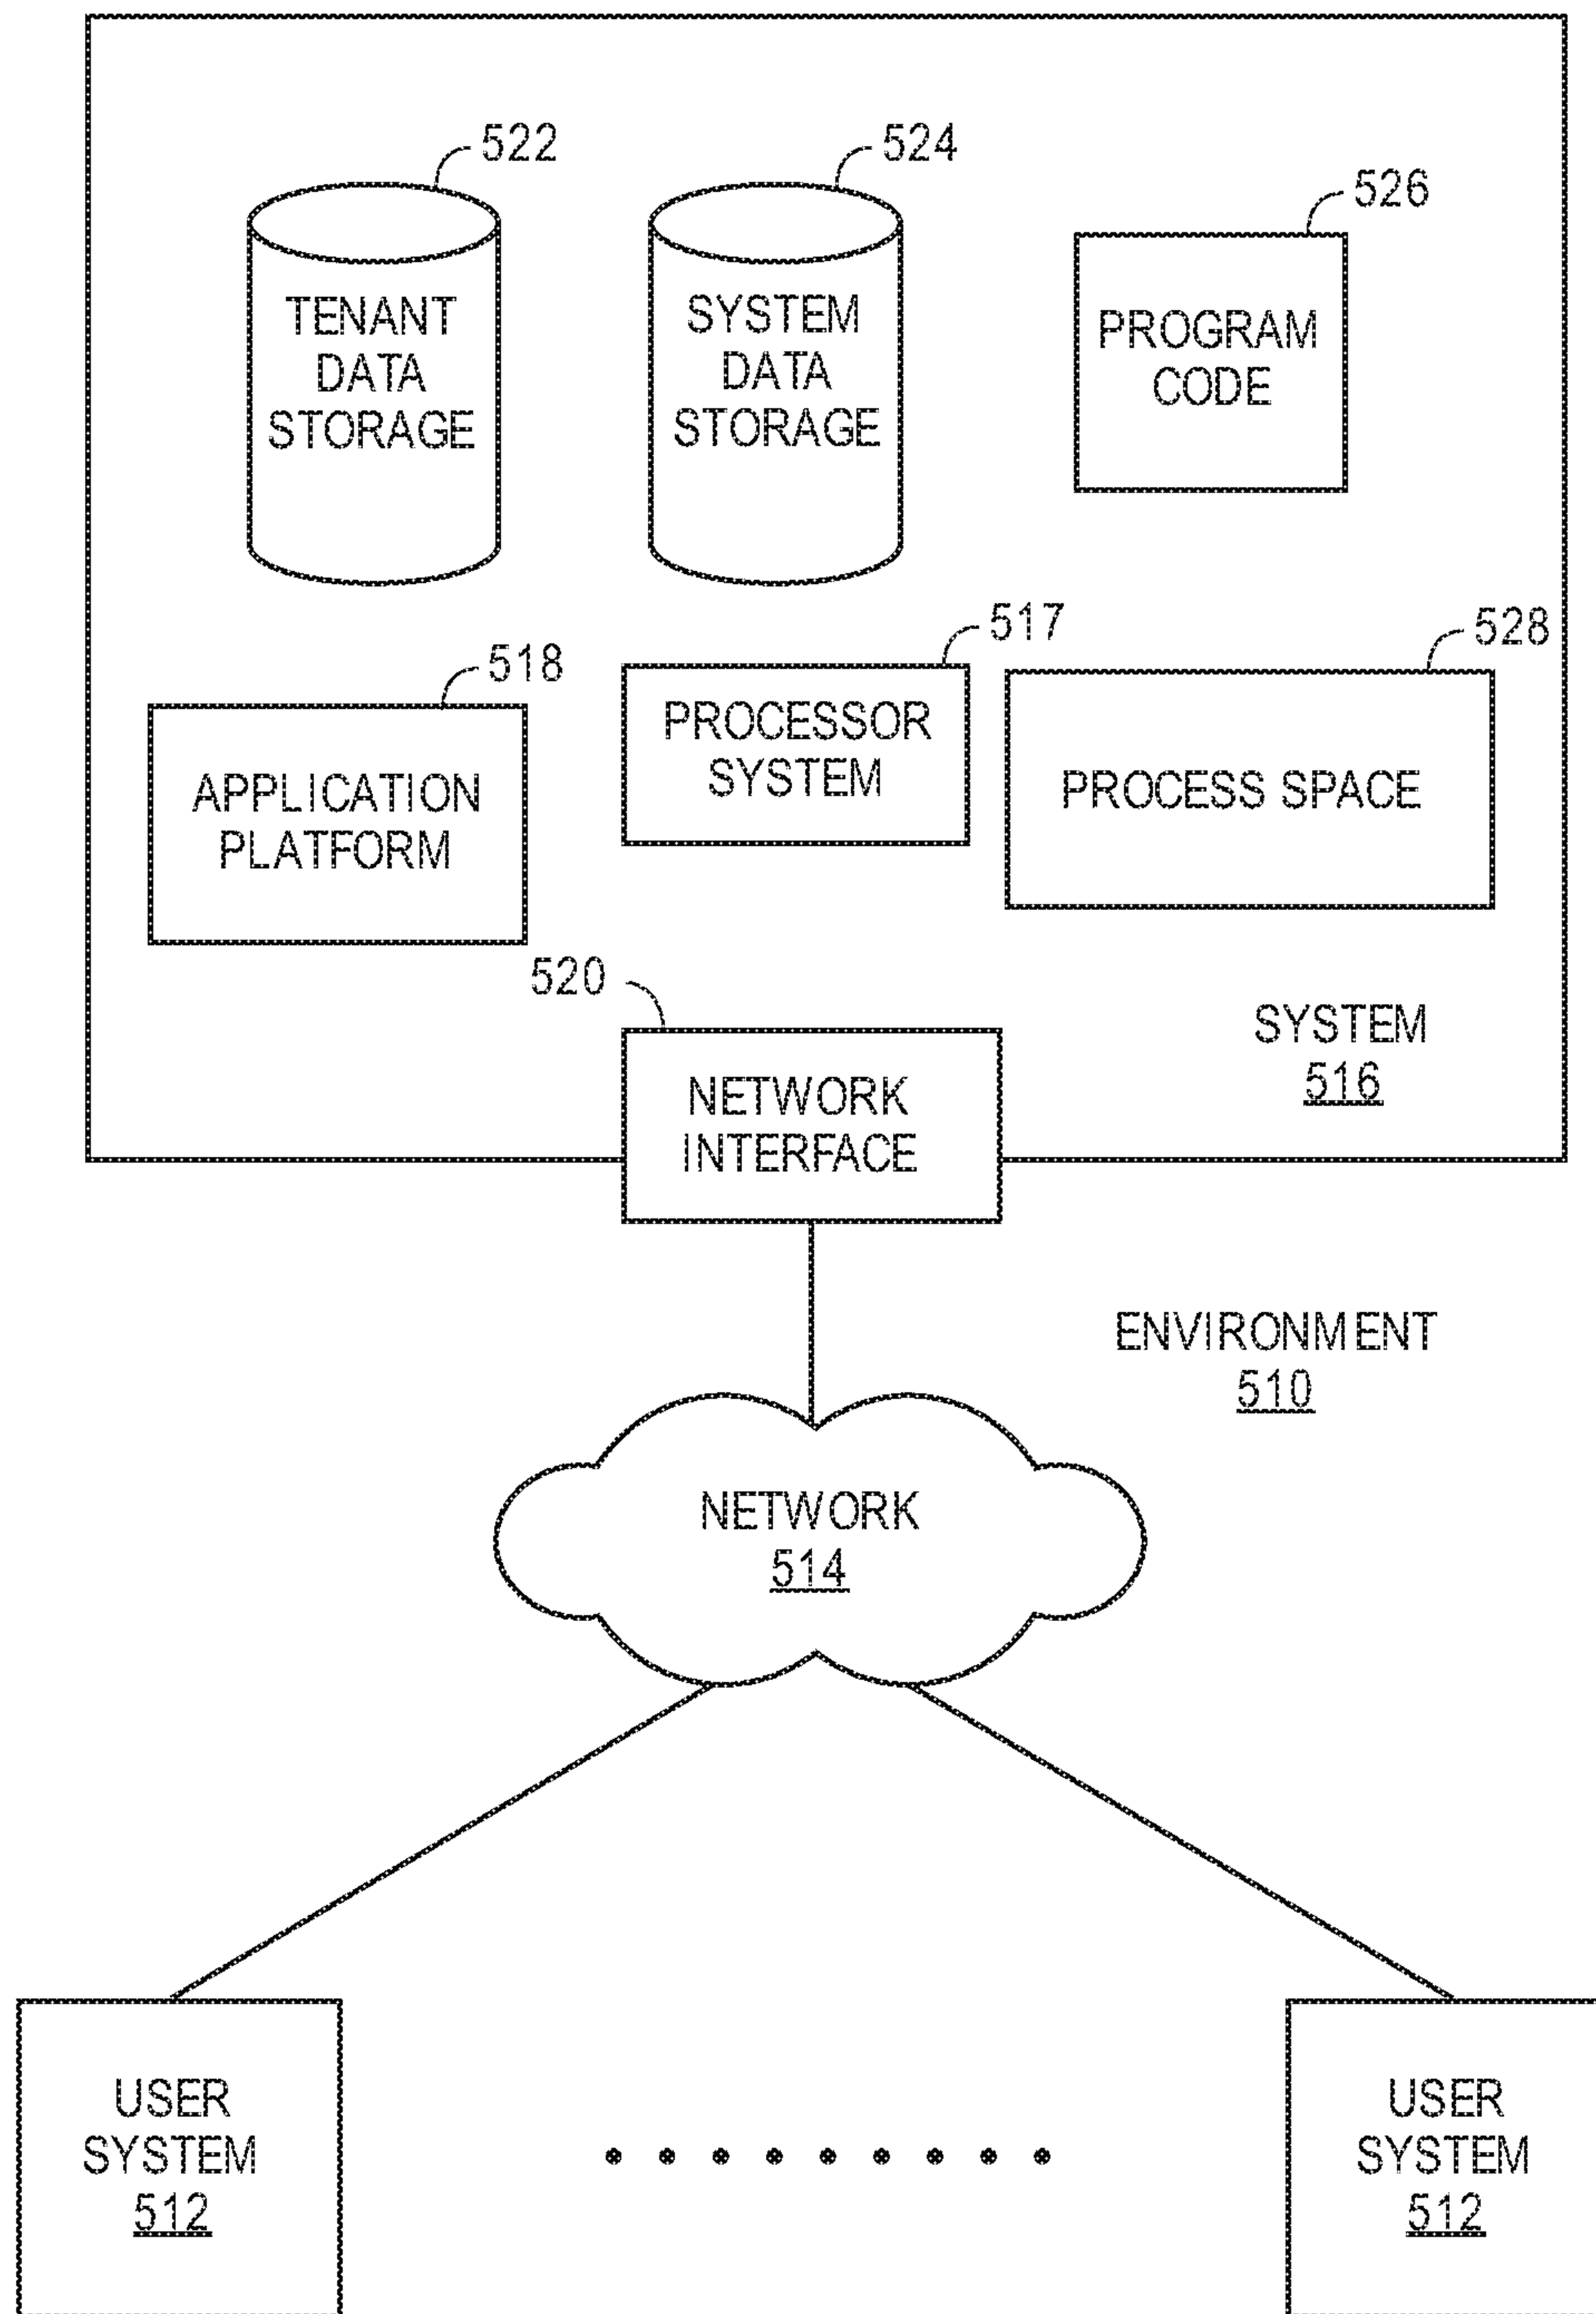 522
524
526
TENANT
DATA
STORAGE
SYSTEM
DATA
STORAGE
PROGRAM
CODE
518
517
528
APPLICATION
PLATFORM
PROCESSOR
SYSTEM
PROCESS SPACE
520
NETWORK
INTERFACE
SYSTEM
516
ENVIRONMENT
510
NETWORK
514
USER
SYSTEM
512
USER
SYSTEM
512